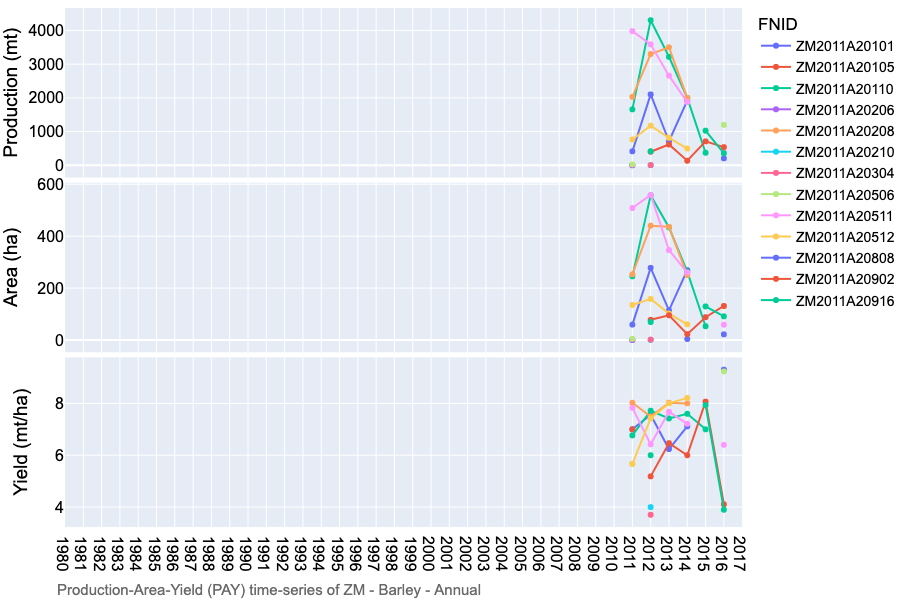 FNID
ZM2011A20101
ZM2011A20105
ZM2011A20110
ZM2011A20206
ZM2011A20208
ZM2011A20210
ZM2011A20304
ZM2011A20506
ZM2011A20511
ZM2011A20512
ZM2011A20808
ZM2011A20902
ZM2011A20916
Production (mt)
4000
3000
2000
1000
0
Area (ha)
600
400
200
0
Yield (mt/ha)
8
6
4
1980 1981 1982 1983 1984 1985 1986 1987 1988 1989 1990 1991 1992 1993 1994 1995 1996 1997 1998 1999 2000 2001 2002 2003 2004 2005 2006 2007 2008 2009 2010 2011 2012 2013 2014 2015 2016 2017
Production-Area-Yield (PAY) time-series of ZM - Barley - Annual